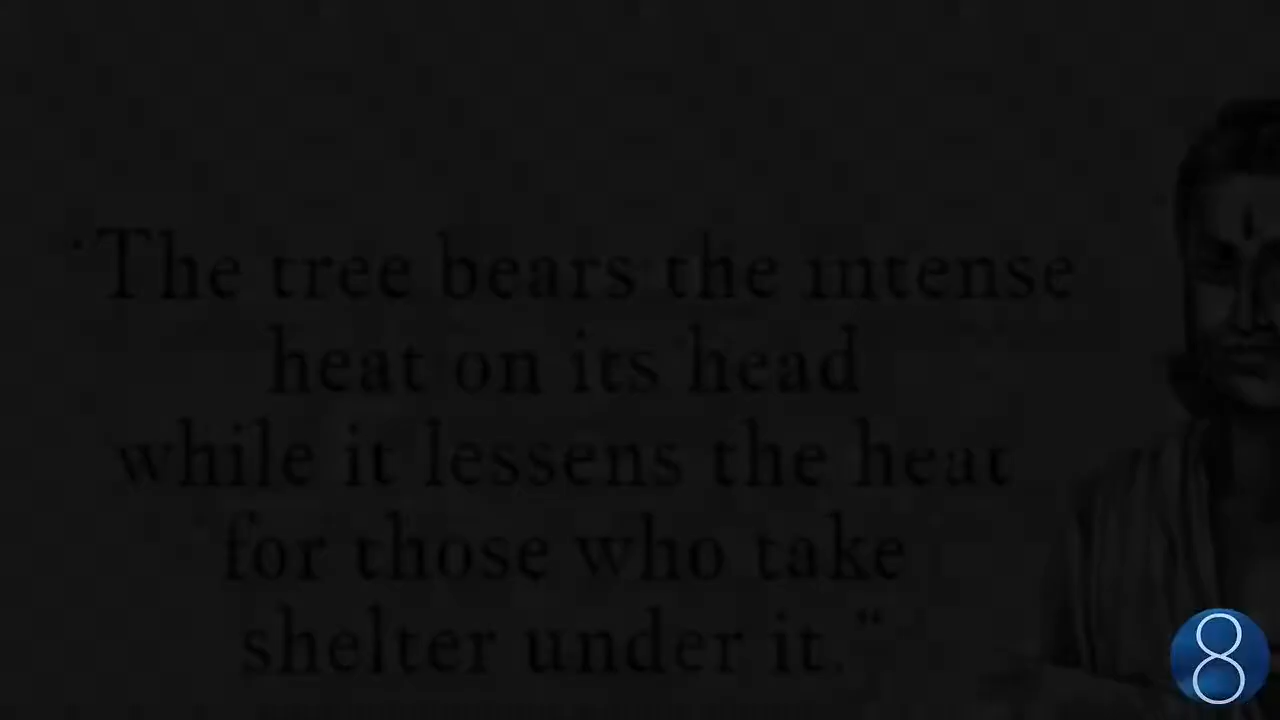 "The tree bears the intense
heat on its head
while it lessens the heat
for those who take
shelter under it."
8